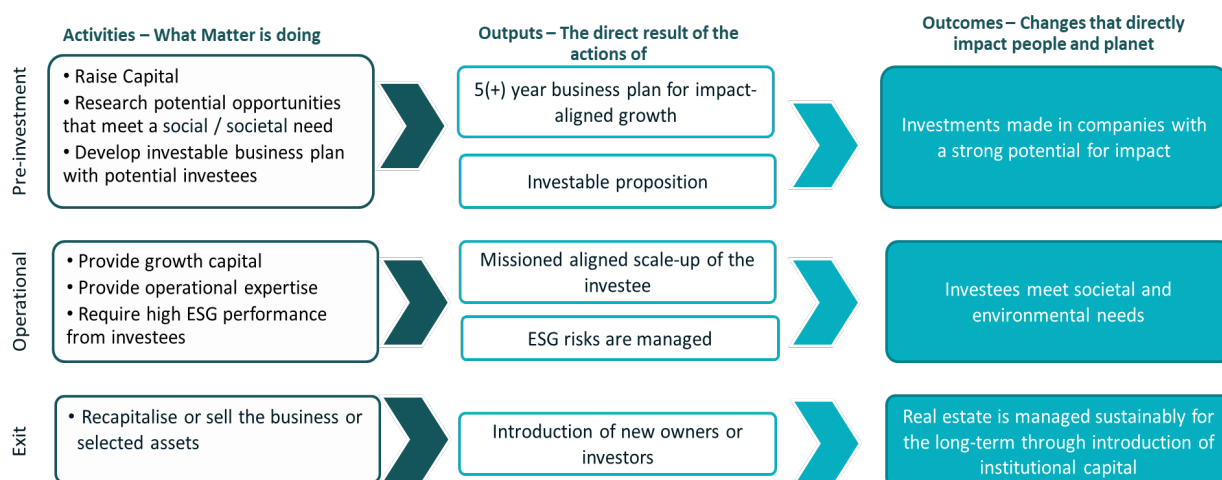 Activities – What Matter is doing
Outputs – The direct result of the
actions of
Outcomes – Changes that directly
impact people and planet
Pre-investment
• Raise Capital
• Research potential opportunities
that meet a social / societal need
• Develop investable business plan
with potential investees
5(+) year business plan for impact-
aligned growth
Investable proposition
Investments made in companies with
a strong potential for impact
Operational
• Provide growth capital
• Provide operational expertise
• Require high ESG performance
from investees
Missioned aligned scale-up of the
investee
ESG risks are managed
Investees meet societal and
environmental needs
Exit
• Recapitalise or sell the business or
selected assets
Introduction of new owners or
investors
Real estate is managed sustainably for
the long-term through introduction of
institutional capital